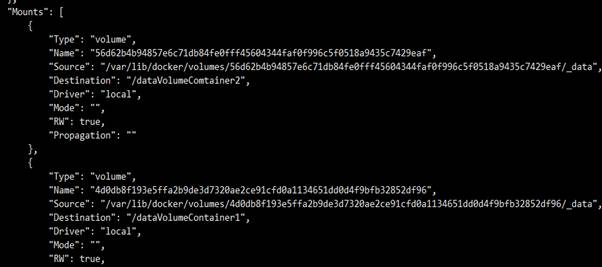 },
"Mounts": [
{
"Type": "volume",
"Name": "56d62b4b94857e6c71db84fe0fff45604344faf0f996c5f0518a9435c7429eaf",
"Source": "/var/lib/docker/volumes/56d62b4b94857e6c71db84fe0fff45604344faf0f996c5f0518a9435c7429eaf/_data",
"Destination": "/dataVolumeComtainer2",
"Driver": "local",
"Mode": "",
"RW": true,
"Propagation": ""
},
{
"Type": "volume",
"Name": "4d0db8f193e5ffa2b9de3d7320ae2ce91cfd0a1134651dd0d4f9bfb32852df96",
"Source": "/var/lib/docker/volumes/4d0db8f193e5ffa2b9de3d7320ae2ce91cfd0a1134651dd0d4f9bfb32852df96/_data",
"Destination": "/dataVolumeContainer1",
"Driver": "local",
"Mode": "",
"RW": true,